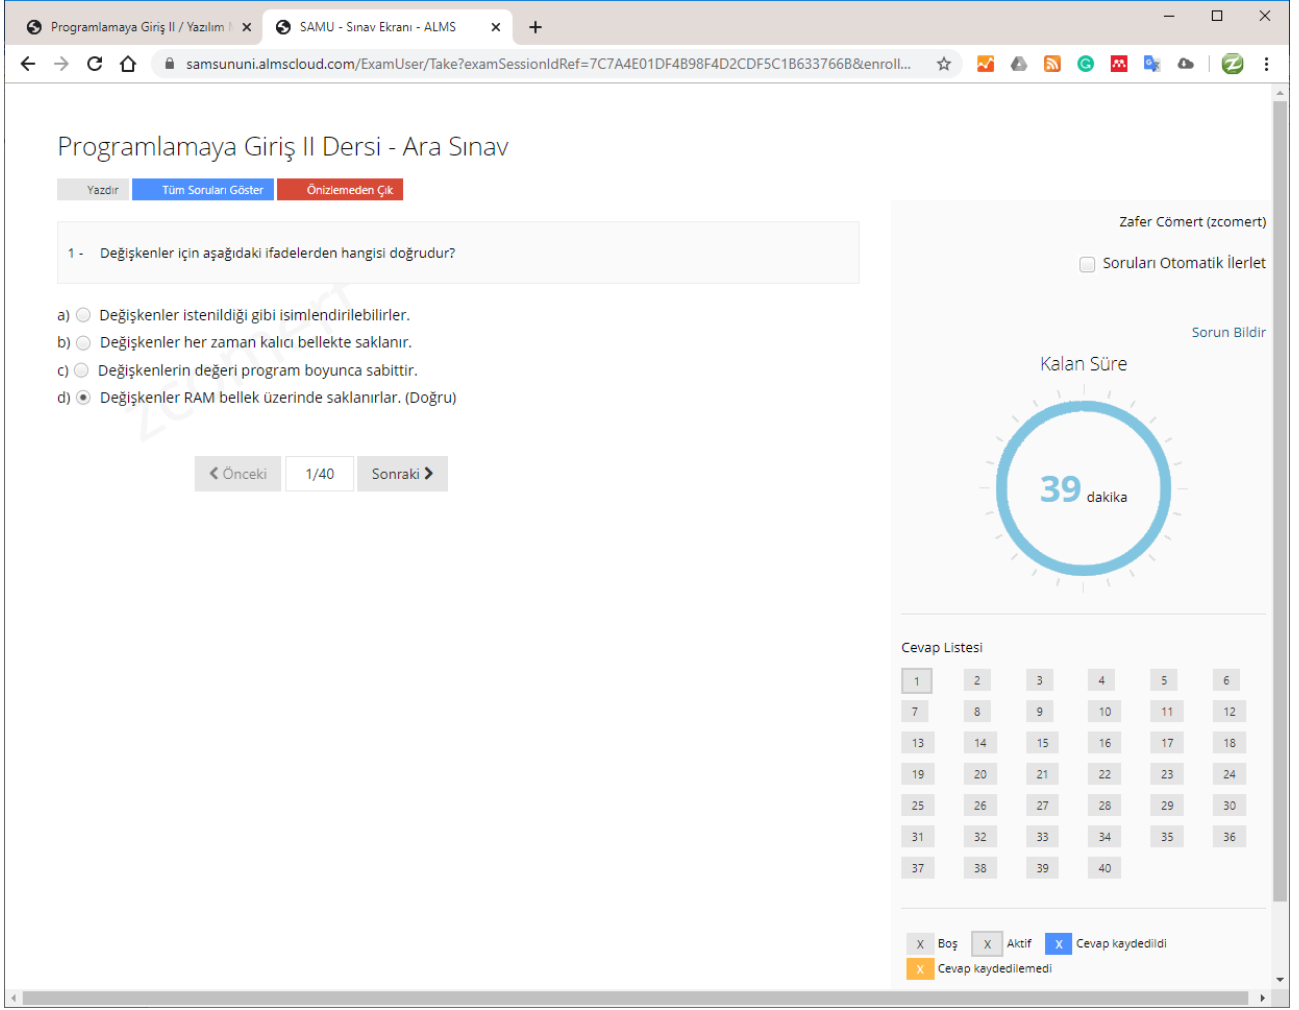 Programlamaya Giriş II / Yazılım
SAMU - Sınav Ekranı - ALMS
samsununi.almscloud.com/ExamUser/Take?examSessionIdRef=7C7A4E01DF4B98F4D2CDF5C1B633766B&enroll...
Programlamaya Giriş II Dersi - Ara Sınav
Yazdır Tüm Soruları Göster Önizlemeden Çık
Zafer Cömert (zcomert)
1 - Değişkenler için aşağıdaki ifadelerden hangisi doğrudur?
Soruları Otomatik İlerlet
a) Değişkenler istenildiği gibi isimlendirilebilirler.
b) Değişkenler her zaman kalıcı bellekte saklanır.
c) Değişkenlerin değeri program boyunca sabittir.
d) Değişkenler RAM bellek üzerinde saklanırlar. (Doğru)
zcomert
Önceki 1/40 Sonraki
Sorun Bildir
Kalan Süre
39 dakika
Cevap Listesi
1 2 3 4 5 6
7 8 9 10 11 12
13 14 15 16 17 18
19 20 21 22 23 24
25 26 27 28 29 30
31 32 33 34 35 36
37 38 39 40
X Boş X Aktif X Cevap kaydedildi
X Cevap kaydedilemedi